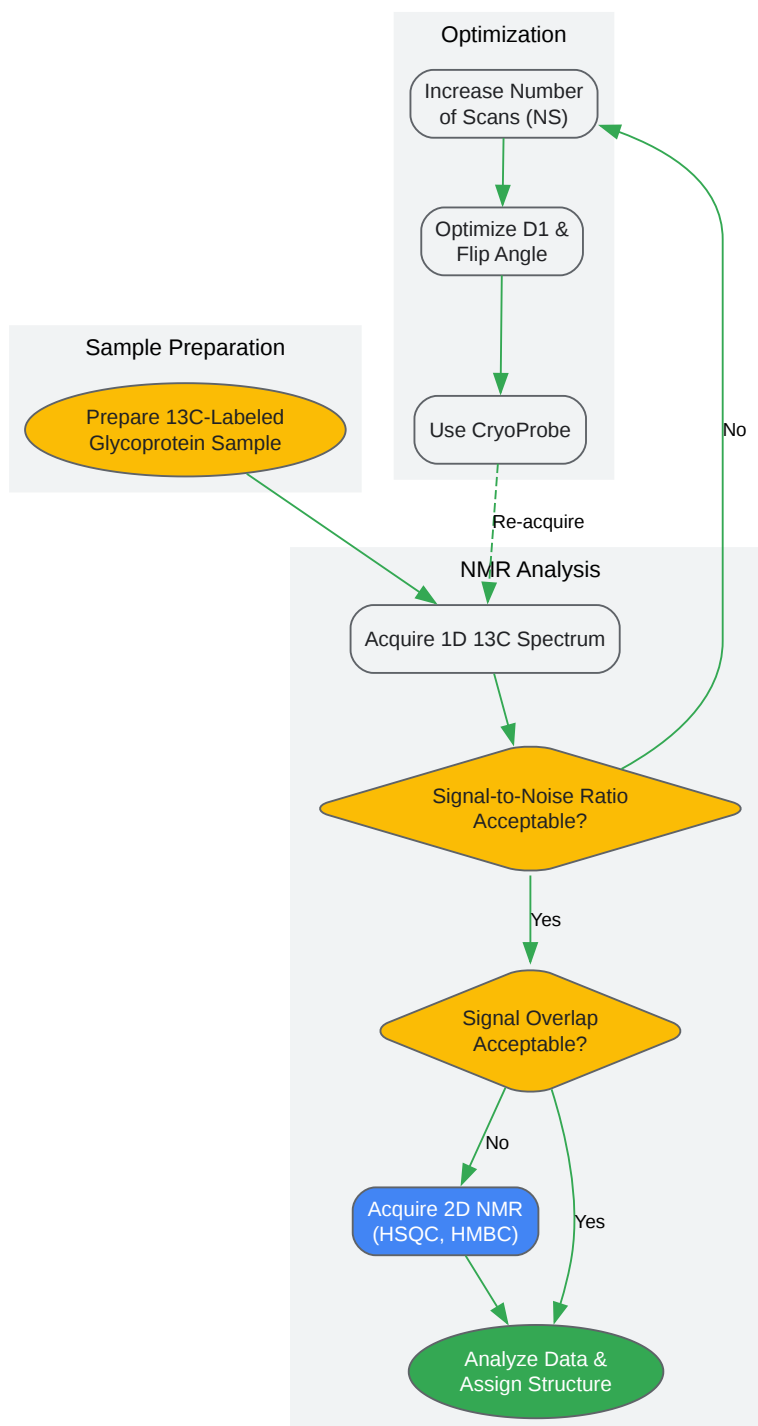 Optimization
Increase Number
of Scans (NS)
Optimize D1 &
Flip Angle
Sample Preparation
Prepare 13C-Labeled
Glycoprotein Sample
Use CryoProbe
No
Re-acquire
NMR Analysis
Acquire 1D 13C Spectrum
Signal-to-Noise Ratio
Acceptable?
Yes
Signal Overlap
Acceptable?
No
Acquire 2D NMR
(HSQC, HMBC)
Yes
Analyze Data &
Assign Structure